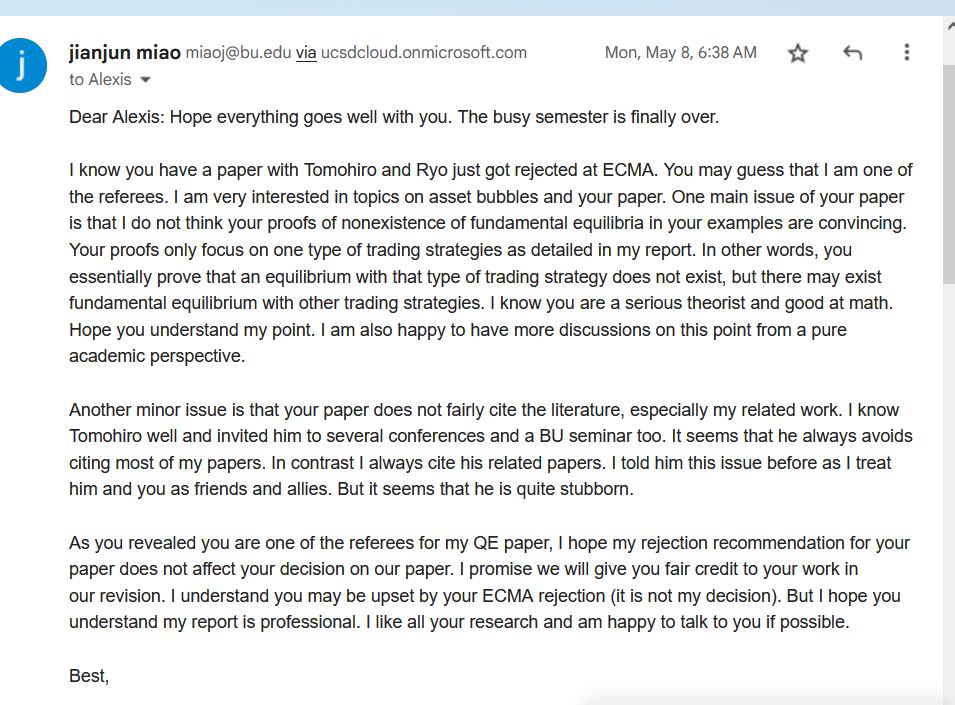 j
jianjun miao miaoj@bu.edu via ucsdcloud.onmicrosoft.com
Mon, May 8, 6:38 AM
to Alexis
Dear Alexis: Hope everything goes well with you. The busy semester is finally over.
I know you have a paper with Tomohiro and Ryo just got rejected at ECMA. You may guess that I am one of
the referees. I am very interested in topics on asset bubbles and your paper. One main issue of your paper
is that I do not think your proofs of nonexistence of fundamental equilibria in your examples are convincing.
Your proofs only focus on one type of trading strategies as detailed in my report. In other words, you
essentially prove that an equilibrium with that type of trading strategy does not exist, but there may exist
fundamental equilibrium with other trading strategies. I know you are a serious theorist and good at math.
Hope you understand my point. I am also happy to have more discussions on this point from a pure
academic perspective.
Another minor issue is that your paper does not fairly cite the literature, especially my related work. I know
Tomohiro well and invited him to several conferences and a BU seminar too. It seems that he always avoids
citing most of my papers. In contrast I always cite his related papers. I told him this issue before as I treat
him and you as friends and allies. But it seems that he is quite stubborn.
As you revealed you are one of the referees for my QE paper, I hope my rejection recommendation for your
paper does not affect your decision on our paper. I promise we will give you fair credit to your work in
our revision. I understand you may be upset by your ECMA rejection (it is not my decision). But I hope you
understand my report is professional. I like all your research and am happy to talk to you if possible.
Best,